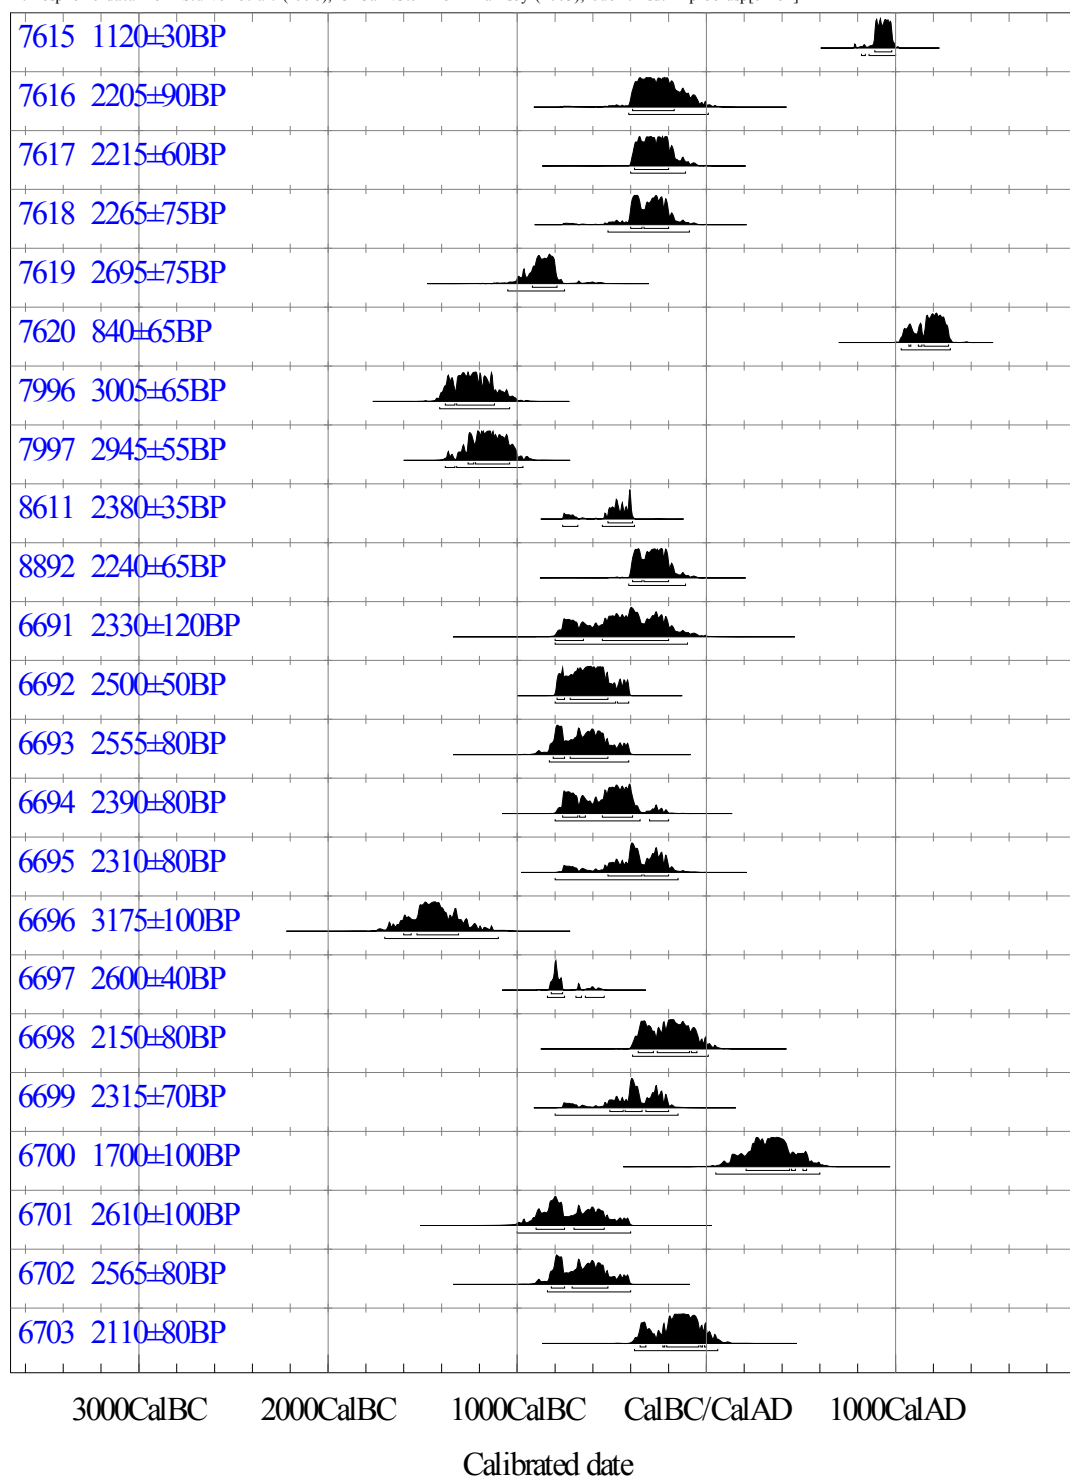 7615 1120±30BP
7616 2205±90BP
7617 2215±60BP
7618 2265±75BP
7619 2695±75BP
7620 840±65BP
7996 3005±65BP
7997 2945±55BP
8611 2380±35BP
8892 2240±65BP
6691 2330±120BP
6692 2500±50BP
6693 2555±80BP
6694 2390±80BP
6695 2310±80BP
6696 3175±100BP
6697 2600±40BP
6698 2150±80BP
6699 2315±70BP
6700 1700±100BP
6701 2610±100BP
6702 2565±80BP
6703 2110±80BP
3000CalBC 2000CalBC 1000CalBC CalBC/CalAD 1000CalAD
Calibrated date